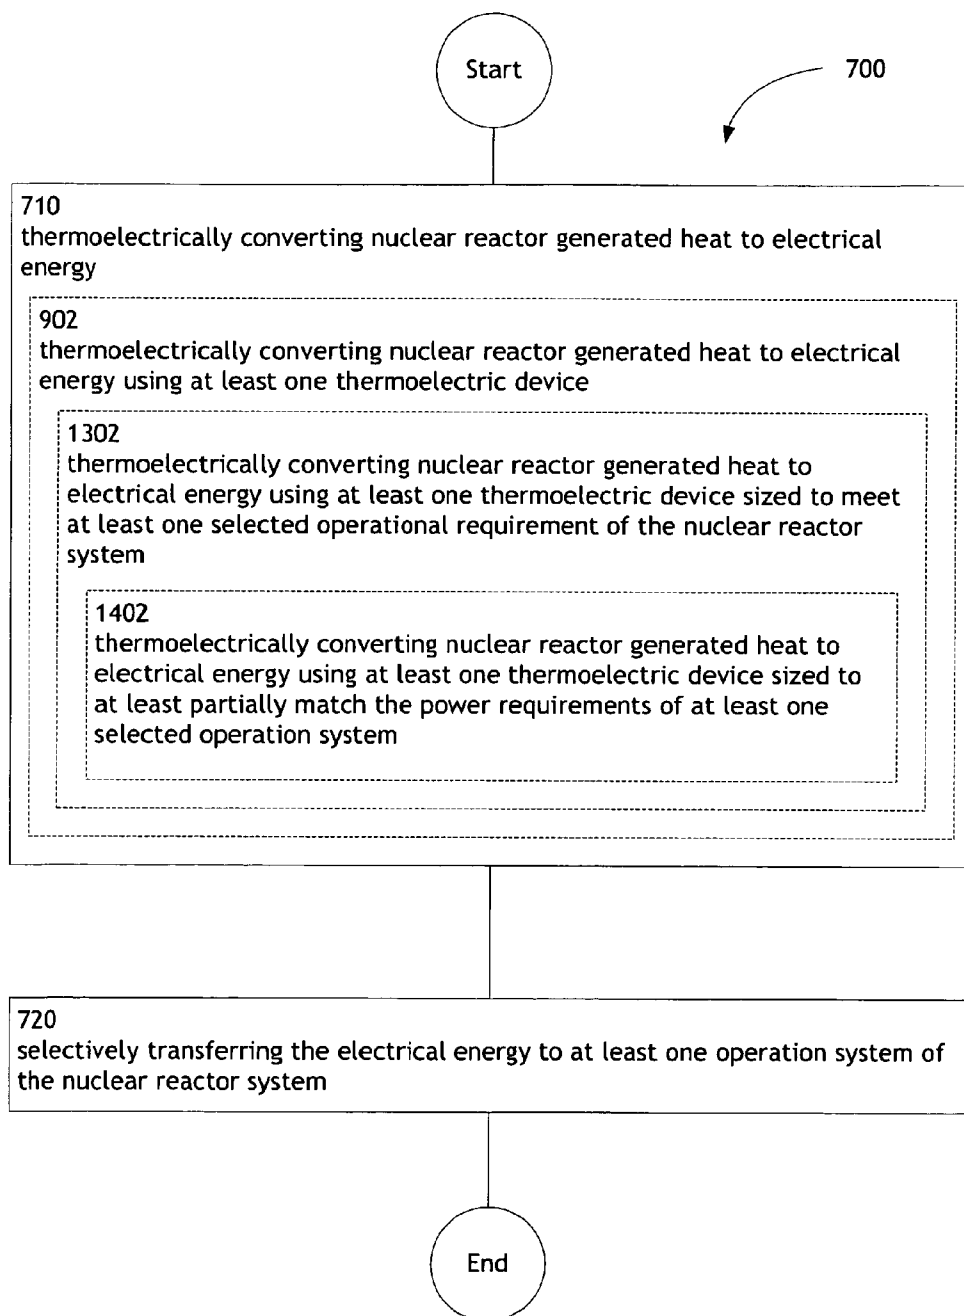 Start
700
710
thermoelectrically converting nuclear reactor generated heat to electrical
energy
902
thermoelectrically converting nuclear reactor generated heat to electrical
energy using at least one thermoelectric device
1302
thermoelectrically converting nuclear reactor generated heat to
electrical energy using at least one thermoelectric device sized to meet
at least one selected operational requirement of the nuclear reactor
system
1402
thermoelectrically converting nuclear reactor generated heat to
electrical energy using at least one thermoelectric device sized to
at least partially match the power requirements of at least one
selected operation system
720
selectively transferring the electrical energy to at least one operation system of
the nuclear reactor system
End